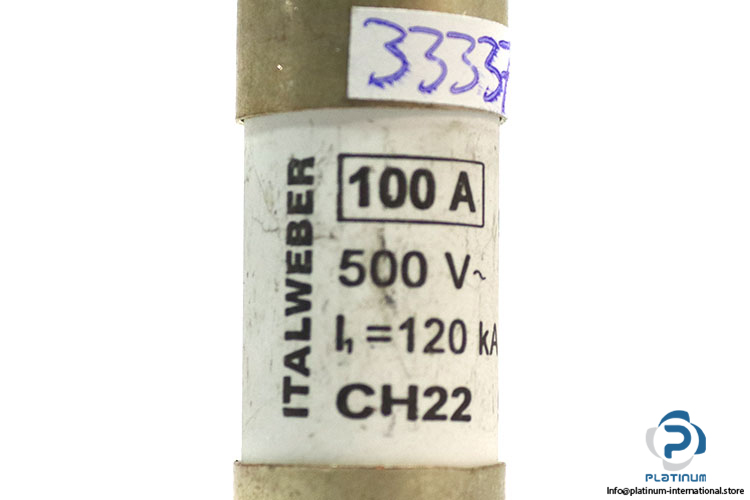 3333
ITALWEBER
100 A
500 V~
I₁ = 120 kA
CH22
PLATINUM
Info@platinum-international.store